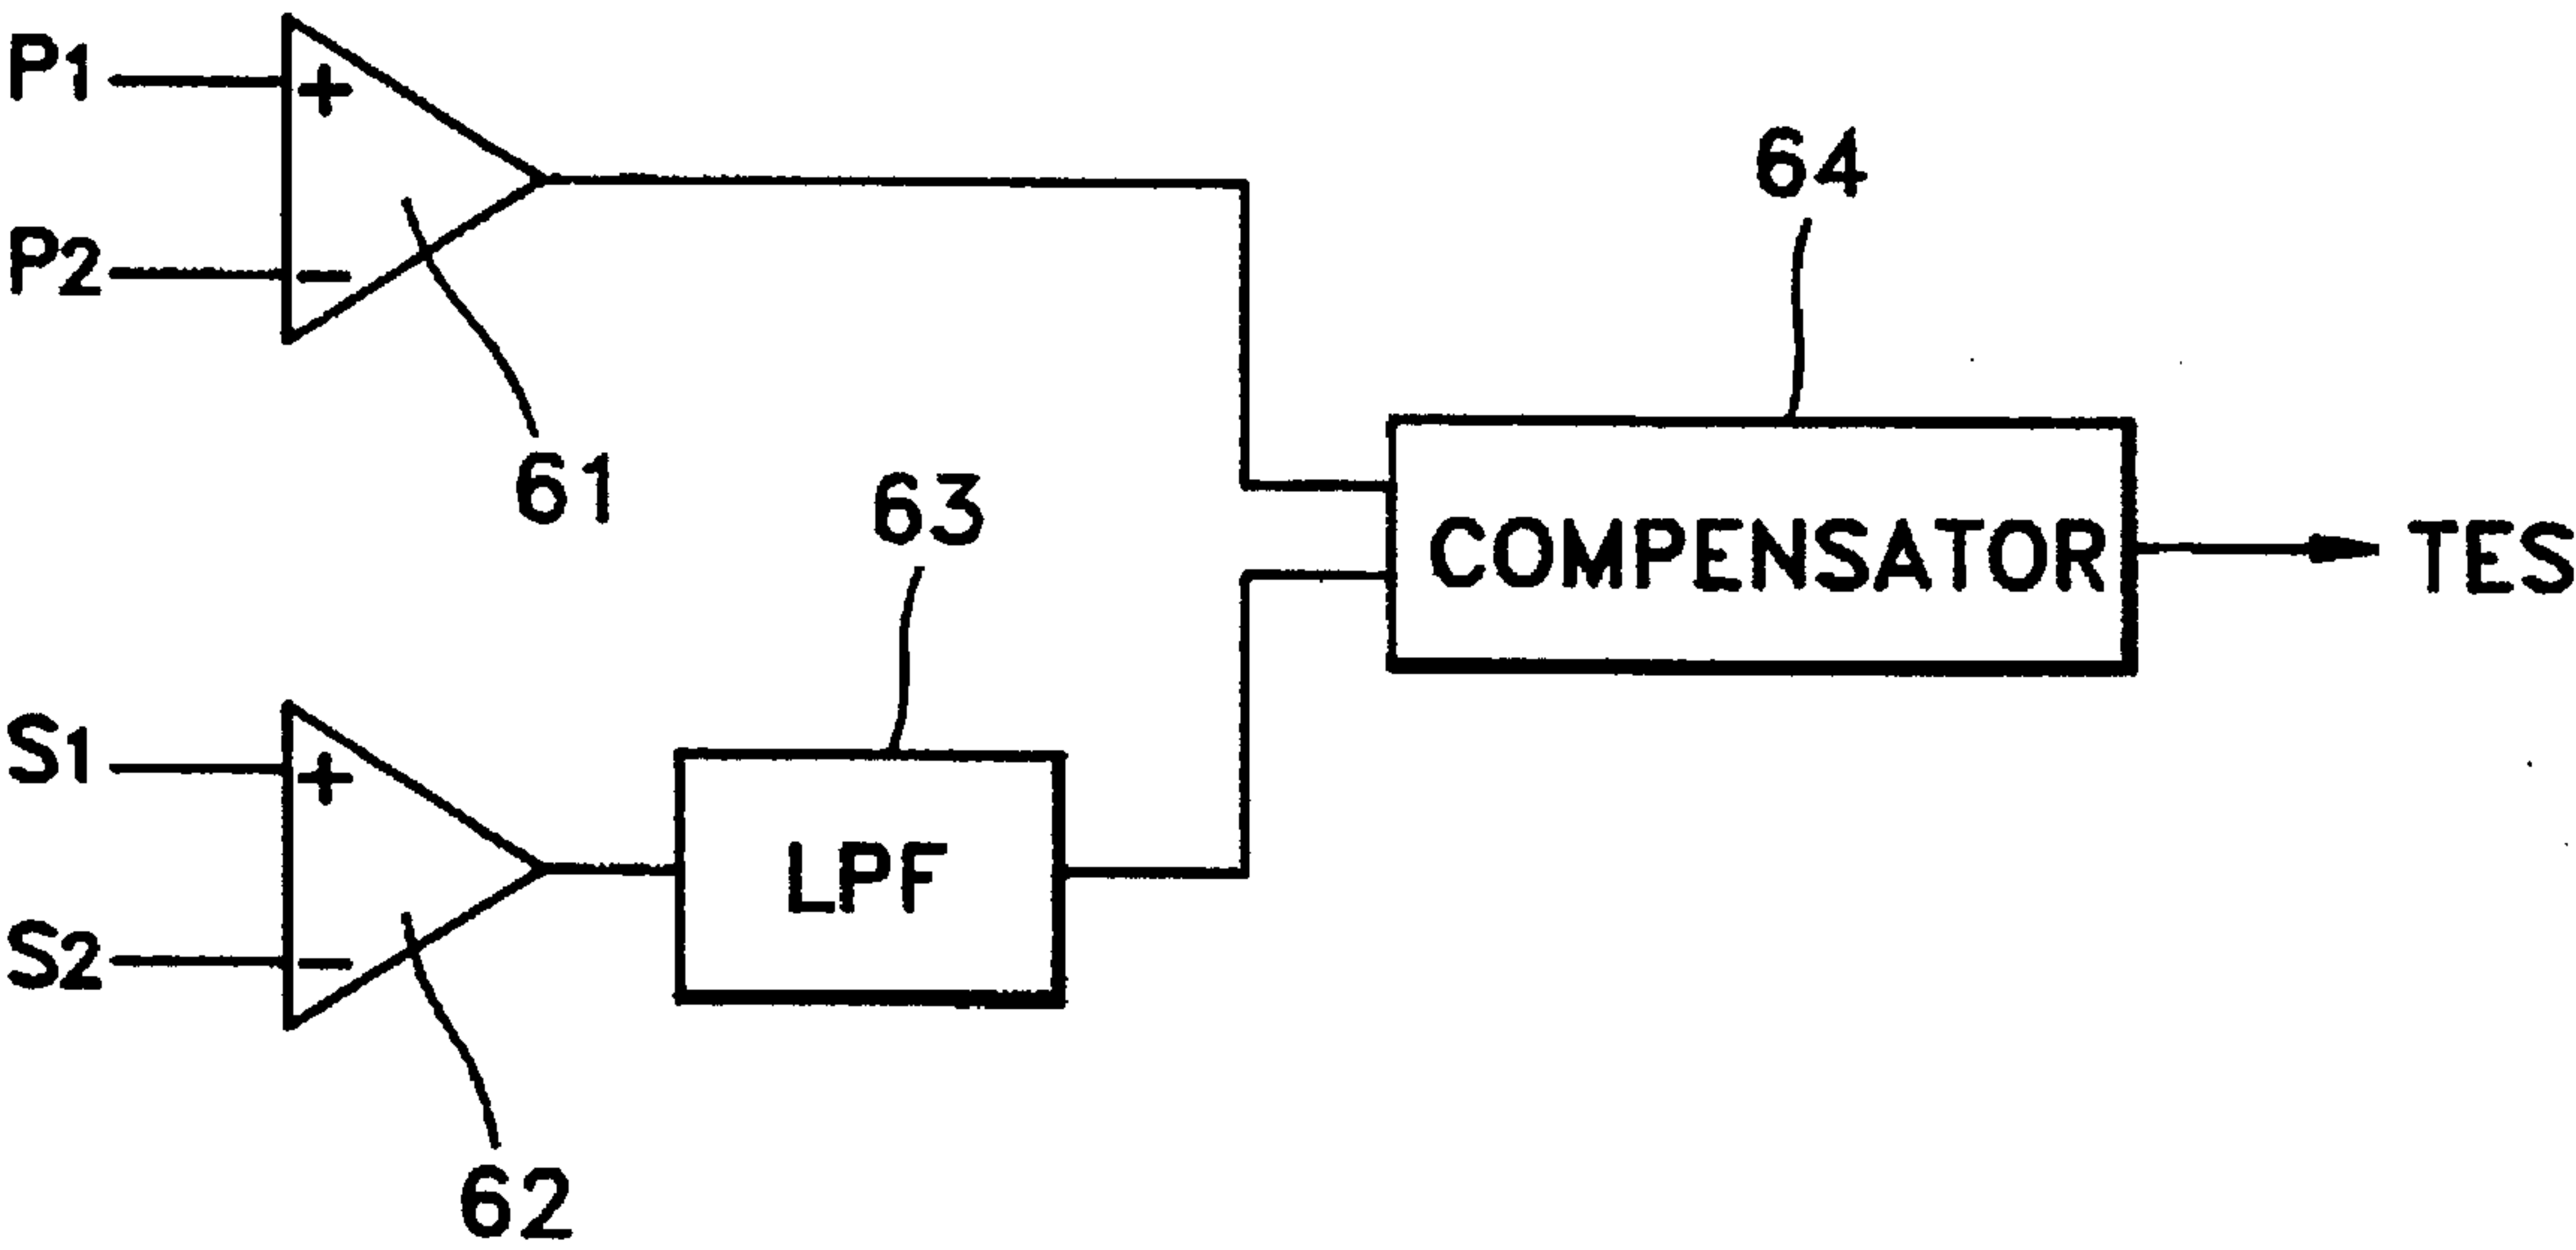 P1
+
P2
-
61
64
63
COMPENSATOR
TES
S1
+
S2
-
LPF
62